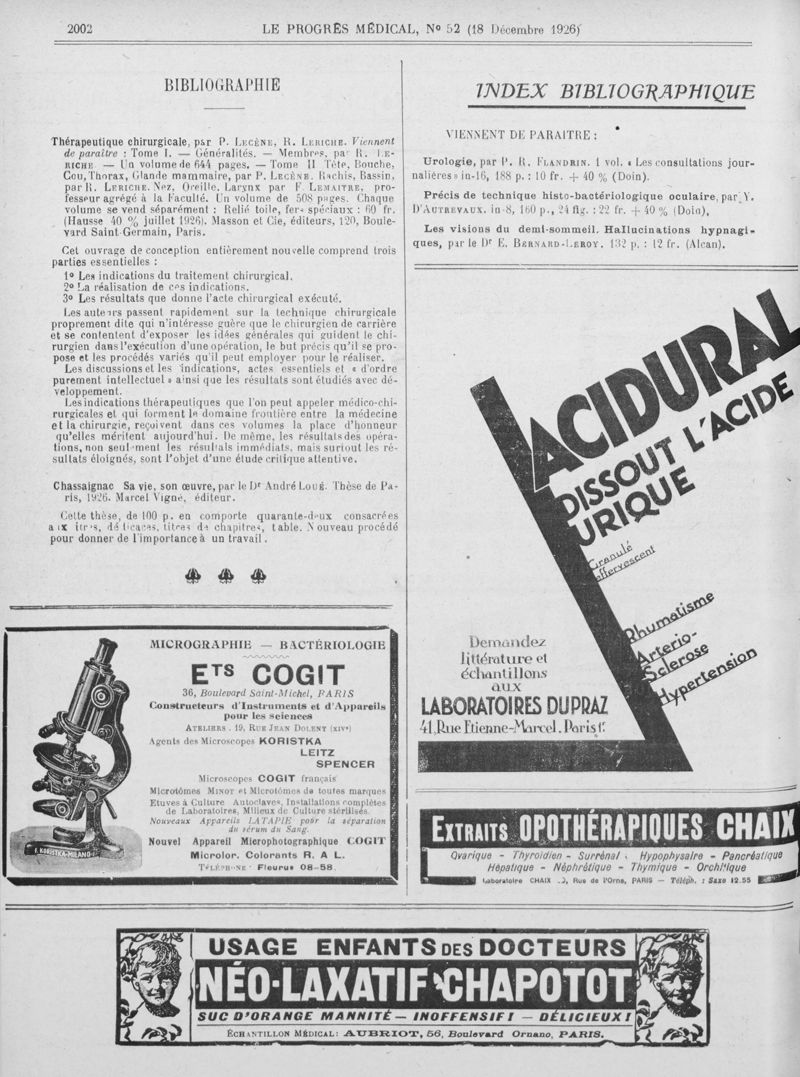 2002
LE PROGRÈS MÉDICAL, Nº 52 (18 Décembre 1926)
BIBLIOGRAPHIE
Thérapeutique chirurgicale, par P. LECÈNE, R. LERICHE. Viennent
de paraître : Tome I. — Généralités. — Membres, par R. LE-
RICHE. — Un volume de 644 pages. — Tome II Tête, Bouche,
Cou, Thorax, Glande mammaire, par P. LECÈNE. Rachis, Bassin,
par R. LERICHE. Nez, Oreille, Larynx par F. LEMAITRE, pro-
fesseur agrégé à la Faculté. Un volume de 508 pages. Chaque
volume se vend séparément : Relié toile, fers spéciaux : 60 fr.
(Hausse 40 % juillet 1926). Masson et Cie, éditeurs, 120, Boule-
vard Saint-Germain, Paris.
Cet ouvrage de conception entièrement nouvelle comprend trois
parties essentielles :
1º Les indications du traitement chirurgical.
2º La réalisation de ces indications.
3º Les résultats que donne l'acte chirurgical exécuté.
Les auteurs passent rapidement sur la technique chirurgicale
proprement dite qui n'intéresse guère que le chirurgien de carrière
et se contentent d'exposer les idées générales qui guident le chi-
rurgien dans l'exécution d'une opération, le but précis qu'il se pro-
pose et les procédés variés qu'il peut employer pour le réaliser.
Les discussions et les indications, actes essentiels et « d'ordre
purement intellectuel » ainsi que les résultats sont étudiés avec dé-
veloppement.
Les indications thérapeutiques que l'on peut appeler médico-chi-
rurgicales et qui forment le domaine frontière entre la médecine
et la chirurgie, reçoivent dans ces volumes la place d'honneur
qu'elles méritent aujourd'hui. De même, les résultats des opéra-
tions, non seulement les résultats immédiats, mais surtout les ré-
sultats éloignés, sont l'objet d'une étude critique attentive.
Chassaignac Sa vie, son œuvre, par le Dr André Loug. Thèse de Pa-
ris, 1926. Marcel Vigné, éditeur.
Cette thèse, de 100 p. en comporte quarante-deux consacrées
aux titres, dédicaces, titres de chapitres, table. Nouveau procédé
pour donner de l'importance à un travail.
MICROGRAPHIE — BACTÉRIOLOGIE
ETS COGIT
36, Boulevard Saint-Michel, PARIS
Constructeurs d'Instruments et d'Appareils
pour les sciences
ATELIERS : 19, RUE JEAN DOLENT (XIVe)
Agents des Microscopes KORISTKA
LEITZ
SPENCER
Microscopes COGIT français
Microtômes MINOT et Microtômes de toutes marques
Etuves à Culture Autoclaves, Installations complètes
de Laboratoires, Milieux de Culture stérilisés.
Nouveaux Appareils LATAPIE pour la séparation
du sérum du Sang.
Nouvel Appareil Microphotographique COGIT
Microlor. Colorants R. A. L.
TÉLÉPHONE : Fleurus 08-58
F. KORISTKA-MILANO
INDEX BIBLIOGRAPHIQUE
VIENNENT DE PARAITRE :
Urologie, par P. R. FLANDRIN. 1 vol. « Les consultations jour-
nalières » in-16, 188 p. : 10 fr. + 40 % (Doin).
Précis de technique histo-bactériologique oculaire, par V.
D'AUTREVAUX. in-8, 160 p., 24 fig. : 22 fr. + 40 % (Doin),
Les visions du demi-sommeil. Hallucinations hypnagi-
ques, par le Dr E. BERNARD-LEROY. 132 p. : 12 fr. (Alcan).
ACIDURAL
DISSOUT L'ACIDE
URIQUE
Granulé
effervescent
Rhumatisme
Artério-
Sclérose
Hypertension
Demandez
littérature et
échantillons
aux
LABORATOIRES DUPRAZ
41, Rue Etienne-Marcel. Paris 1r
EXTRAITS OPOTHÉRAPIQUES CHAIX
Ovarique - Thyroïdien - Surrénal - Hypophysaire - Pancréatique
Hépatique - Néphrétique - Thymique - Orchitique
Laboratoire CHAIX Rue de l'Orne, PARIS — Téléph. : Saxe 12.55
USAGE ENFANTS DES DOCTEURS
NÉO-LAXATIF CHAPOTOT
SUC D'ORANGE MANNITÉ — INOFFENSIF ! — DÉLICIEUX !
ÉCHANTILLON MÉDICAL: AUBRIOT, 56, Boulevard Ornano, PARIS.